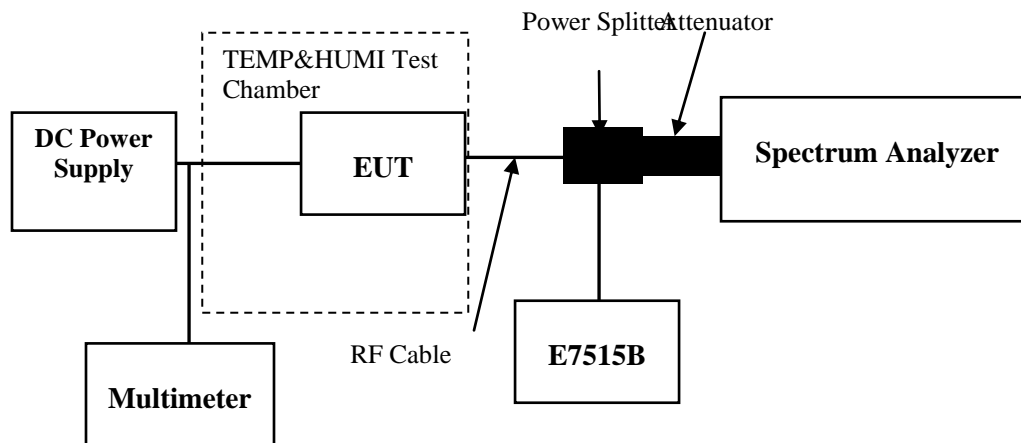 Power Splitter
Attenuator
TEMP&HUMI Test
Chamber
DC Power
Supply
EUT
Spectrum Analyzer
RF Cable
E7515B
Multimeter